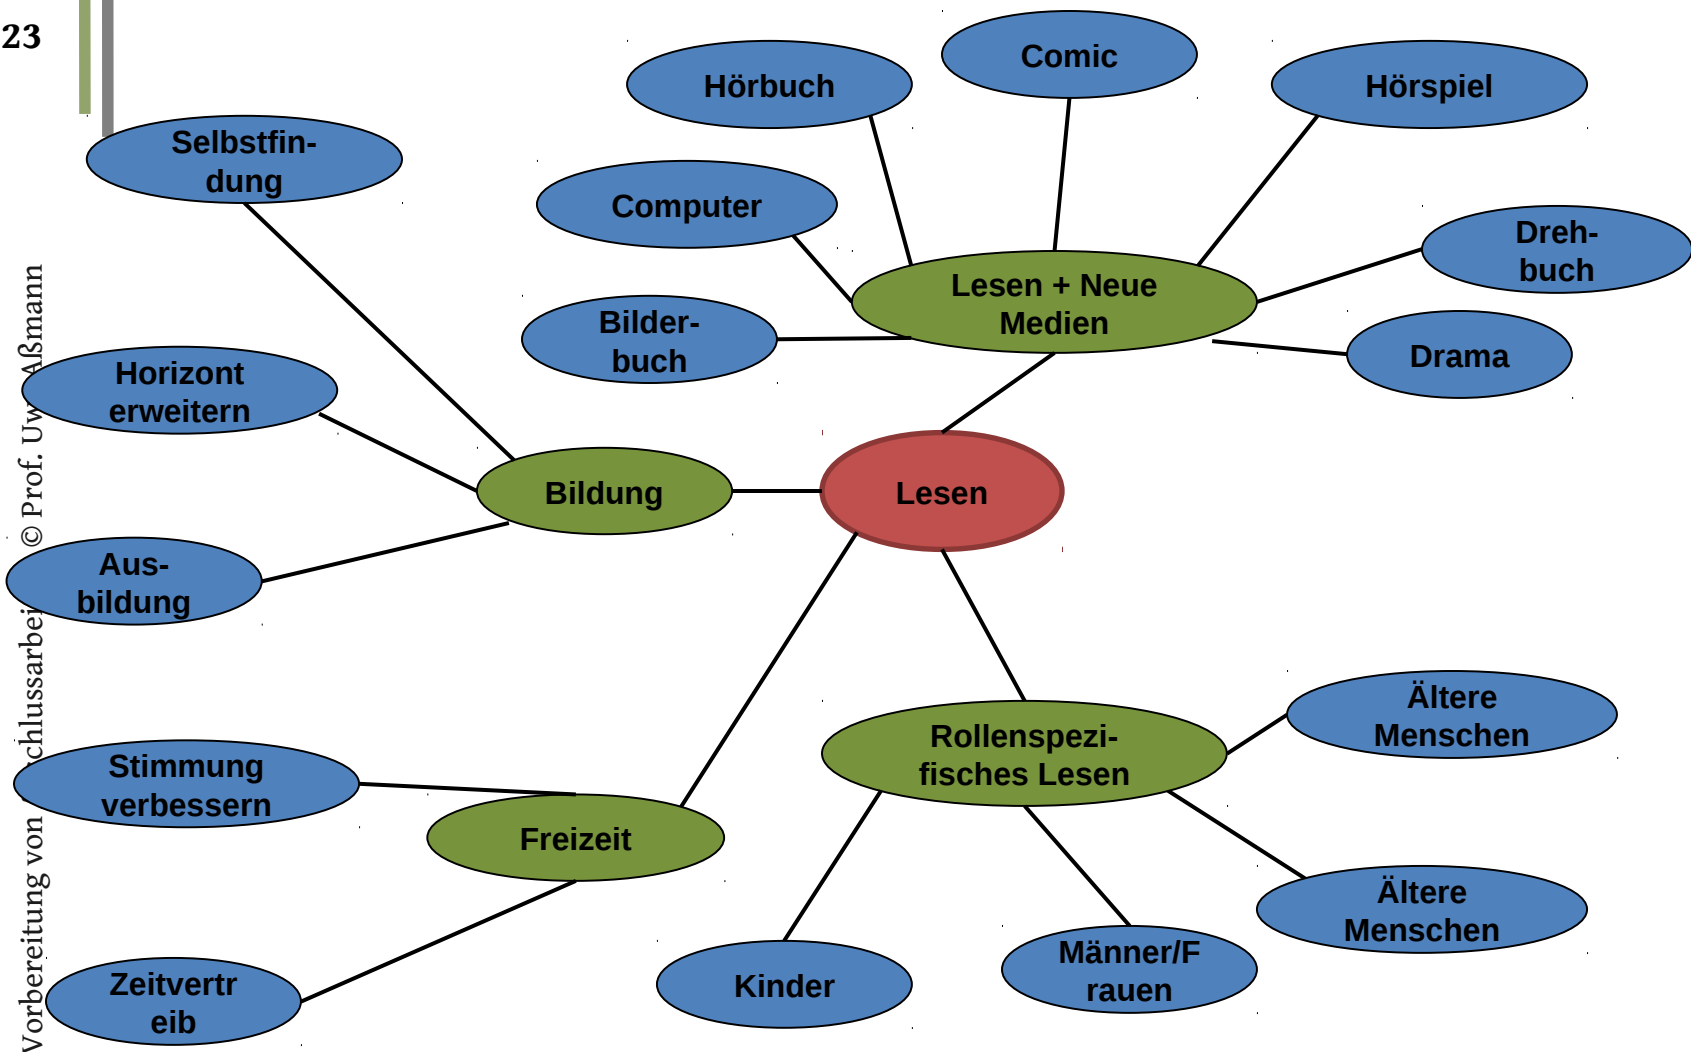 23
Comic
Hörbuch
Hörspiel
Selbstfin-
dung
Computer
Dreh-
buch
Lesen + Neue
Medien
Bilder-
buch
Drama
Horizont
erweitern
Bildung
Lesen
Aus-
bildung
Ältere
Menschen
Rollenspezi-
fisches Lesen
Stimmung
verbessern
Freizeit
Ältere
Menschen
Männer/F
rauen
Kinder
Zeitvertr
eib
Vorbereitung von chlussarbei © Prof. Uw Aßmann